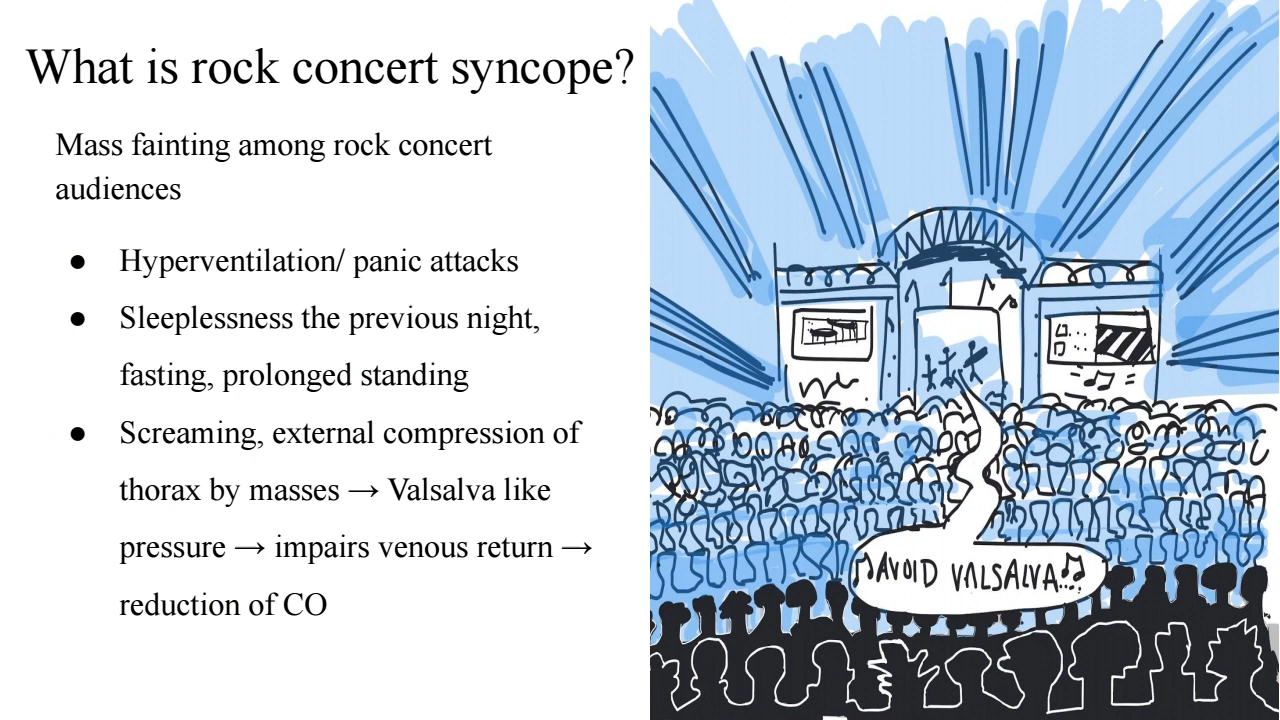 What is rock concert syncope?
Mass fainting among rock concert
audiences
● Hyperventilation/ panic attacks
● Sleeplessness the previous night,
fasting, prolonged standing
● Screaming, external compression of
thorax by masses → Valsalva like
pressure → impairs venous return →
reduction of CO
♫AVOID VALSALVA..♫